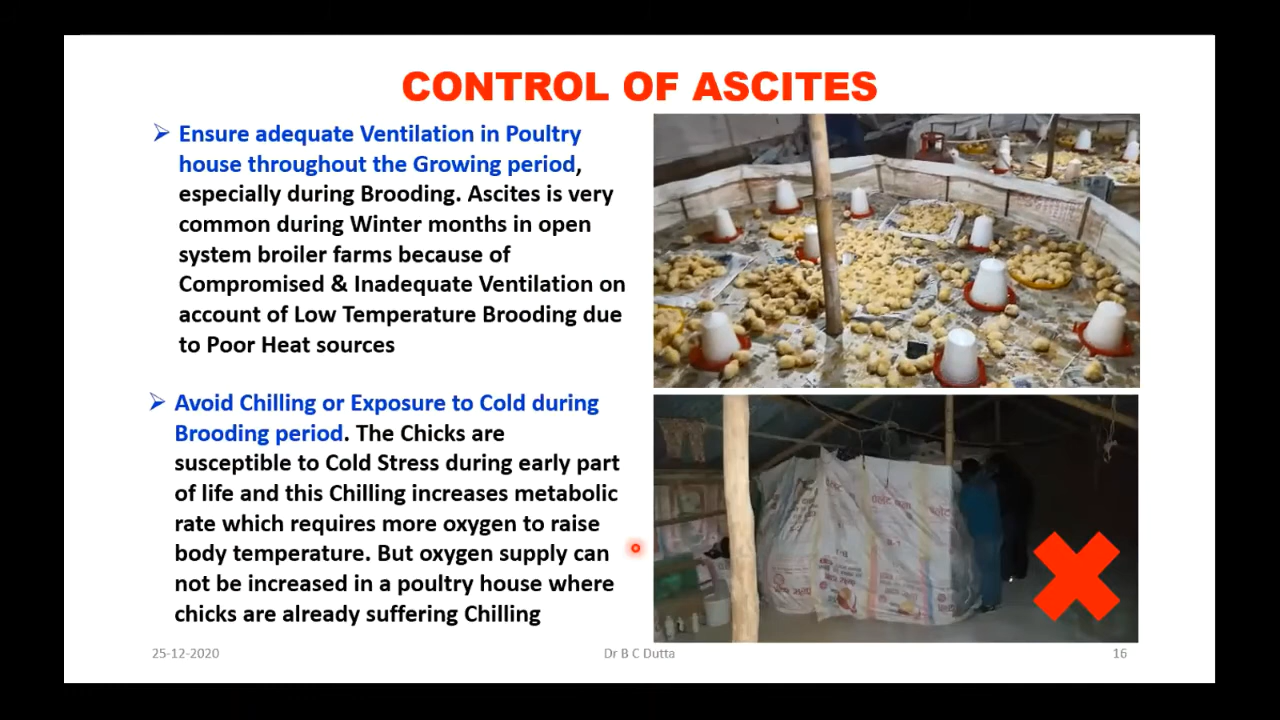 CONTROL OF ASCITES
Ensure adequate Ventilation in Poultry
house throughout the Growing period,
especially during Brooding. Ascites is very
common during Winter months in open
system broiler farms because of
Compromised & Inadequate Ventilation on
account of Low Temperature Brooding due
to Poor Heat sources
Avoid Chilling or Exposure to Cold during
Brooding period. The Chicks are
susceptible to Cold Stress during early part
of life and this Chilling increases metabolic
rate which requires more oxygen to raise
body temperature. But oxygen supply can
not be increased in a poultry house where
chicks are already suffering Chilling
25-12-2020
Dr B C Dutta
16